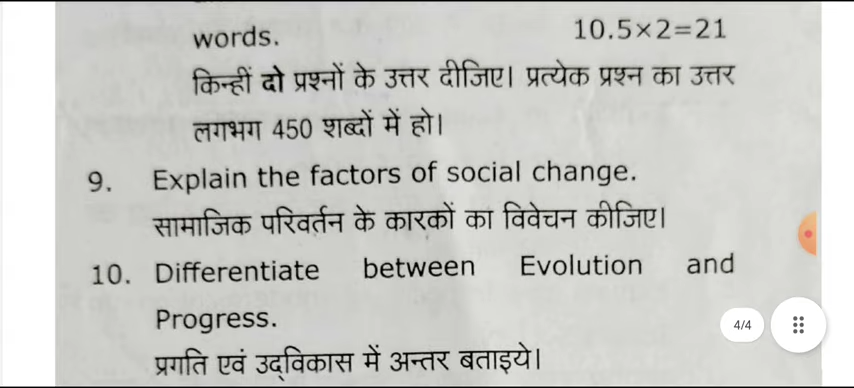 words. 10.5×2=21
किन्हीं दो प्रश्नों के उत्तर दीजिए। प्रत्येक प्रश्न का उत्तर
लगभग 450 शब्दों में हो।
9. Explain the factors of social change.
सामाजिक परिवर्तन के कारकों का विवेचन कीजिए।
10. Differentiate between Evolution and
Progress.
4/4
प्रगति एवं उद्विकास में अन्तर बताइये।